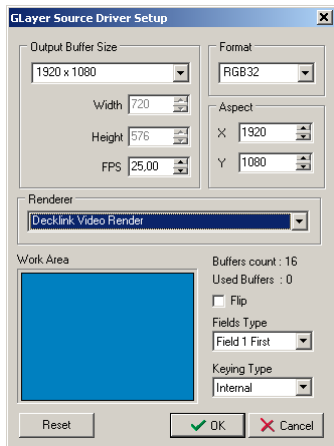 GLayer Source Driver Setup
Output Buffer Size
1920 x 1080
Width 720
Height 576
FPS 25,00
Format
RGB32
Aspect
X 1920
Y 1080
Renderer
Decklink Video Render
Work Area
Buffers count : 16
Used Buffers : 0
Flip
Fields Type
Field 1 First
Keying Type
Internal
Reset
OK
Cancel